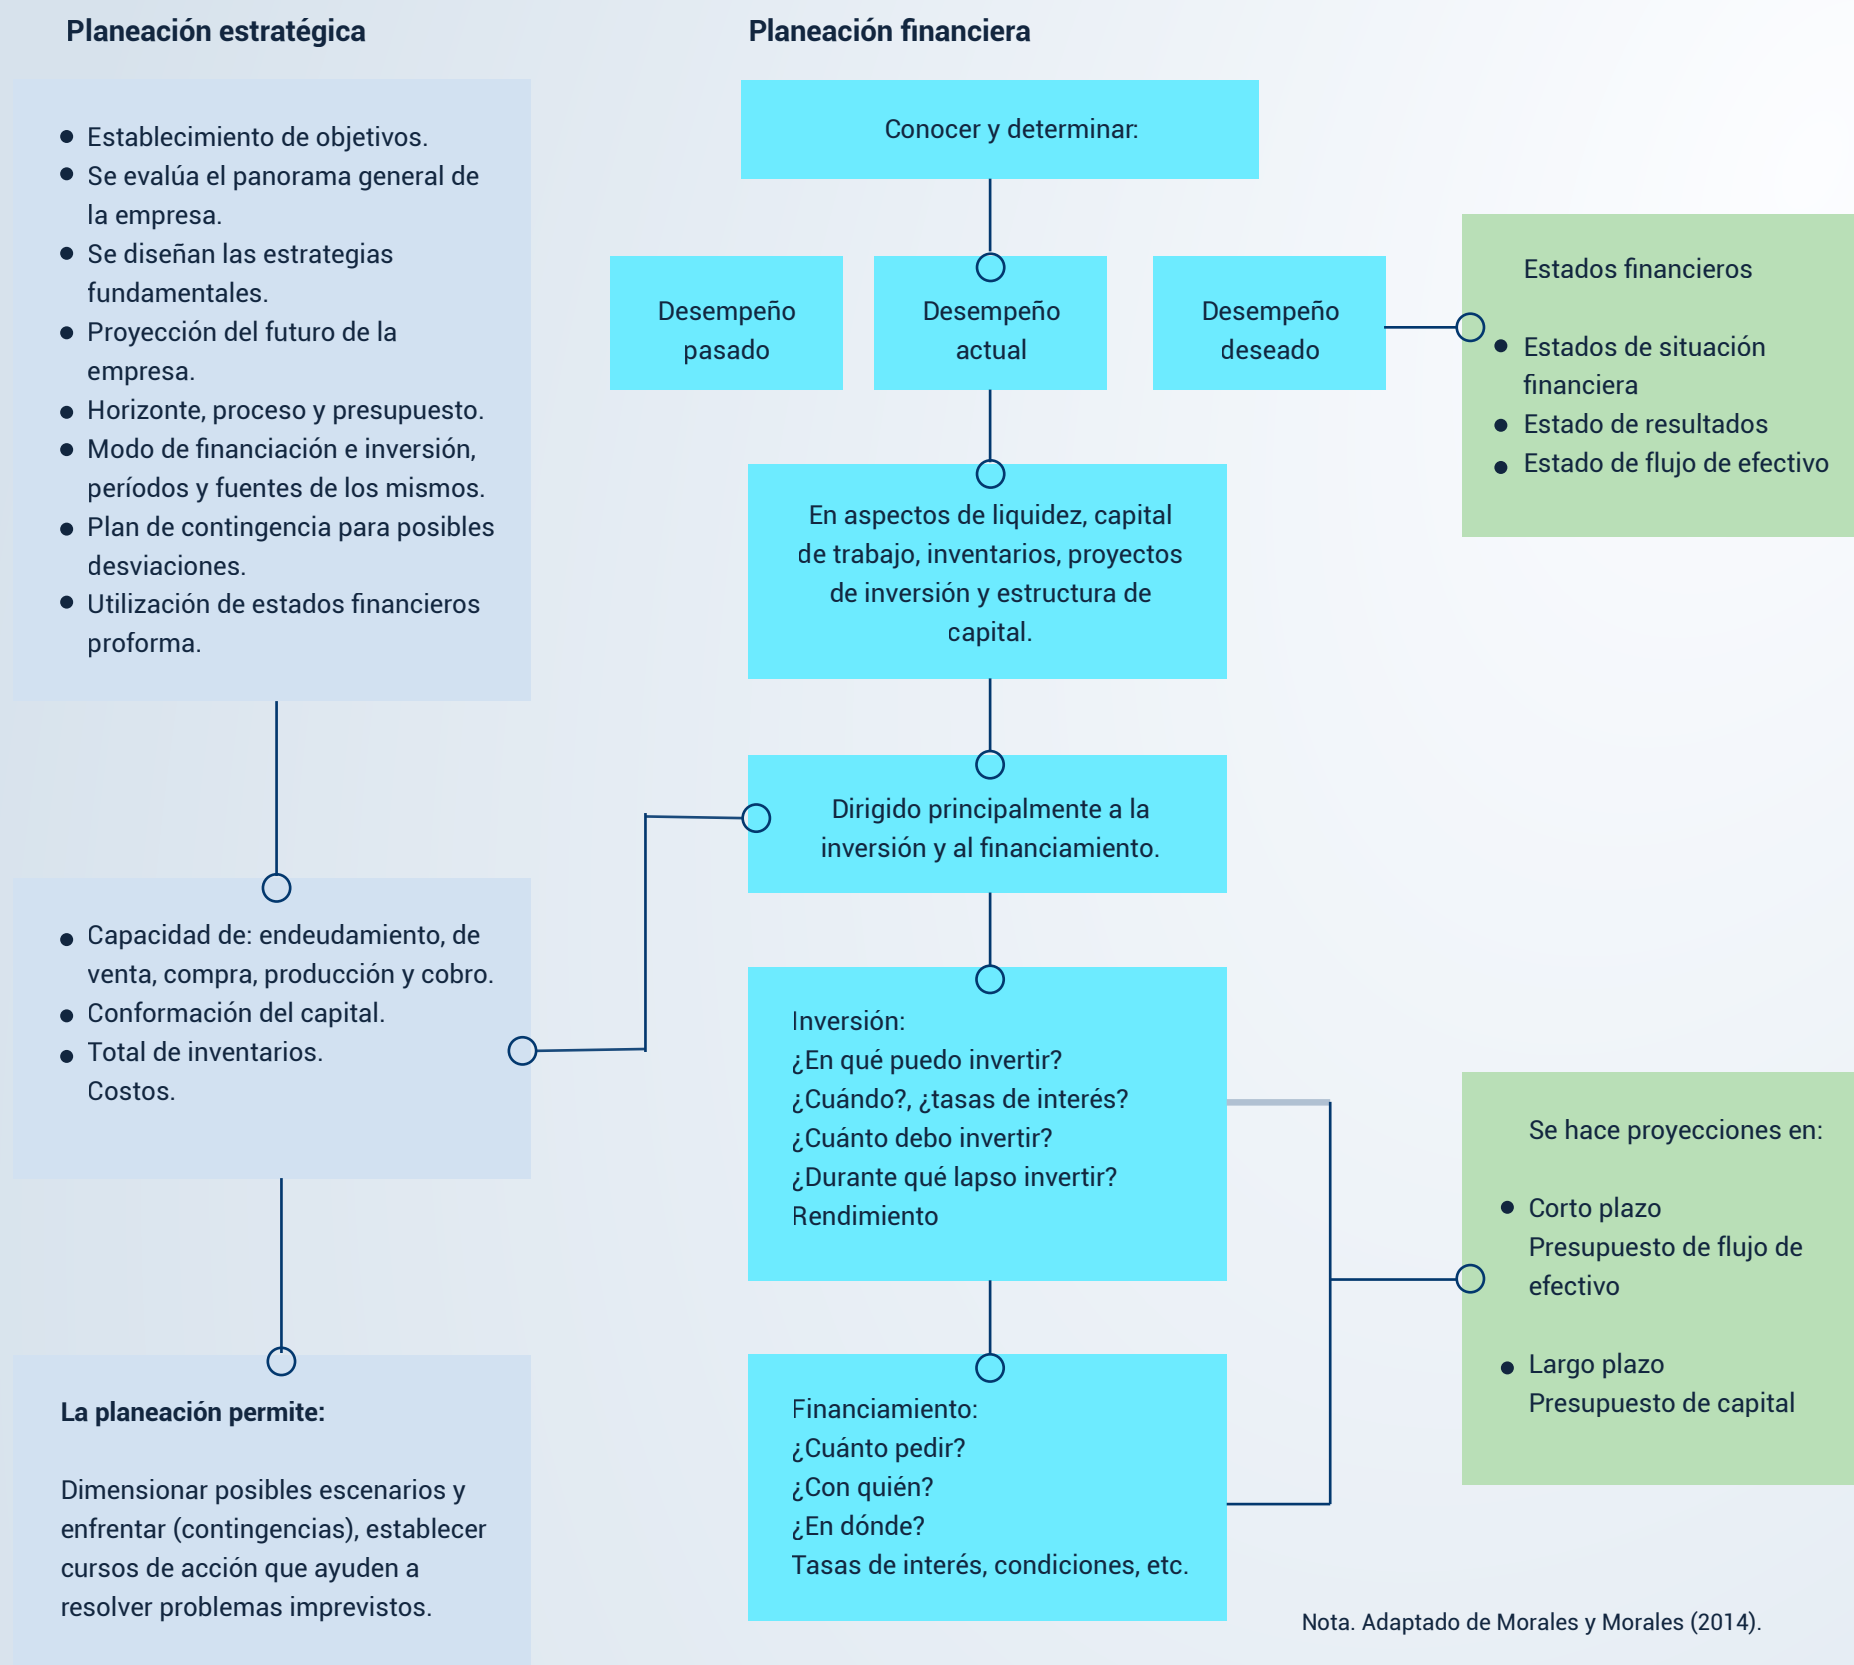 Planeación estratégica
Establecimiento de objetivos.
Se evalúa el panorama general de
la empresa.
Se diseñan las estrategias
fundamentales.
Proyección del futuro de la
empresa.
Horizonte, proceso y presupuesto.
Modo de financiación e inversión,
períodos y fuentes de los mismos.
Plan de contingencia para posibles
desviaciones.
Utilización de estados financieros
proforma.
Capacidad de: endeudamiento, de
venta, compra, producción y cobro.
Conformación del capital.
Total de inventarios.
Costos.
La planeación permite:
Dimensionar posibles escenarios y
enfrentar (contingencias), establecer
cursos de acción que ayuden a
resolver problemas imprevistos.
Planeación financiera
Conocer y determinar:
Desempeño
pasado
Desempeño
actual
Desempeño
deseado
Estados financieros
Estados de situación
financiera
Estado de resultados
Estado de flujo de efectivo
En aspectos de liquidez, capital
de trabajo, inventarios, proyectos
de inversión y estructura de
capital.
Dirigido principalmente a la
inversión y al financiamiento.
Inversión:
¿En qué puedo invertir?
¿Cuándo?, ¿tasas de interés?
¿Cuánto debo invertir?
¿Durante qué lapso invertir?
Rendimiento
Financiamiento:
¿Cuánto pedir?
¿Con quién?
¿En dónde?
Tasas de interés, condiciones, etc.
Se hace proyecciones en:
Corto plazo
Presupuesto de flujo de
efectivo
Largo plazo
Presupuesto de capital
Nota. Adaptado de Morales y Morales (2014).